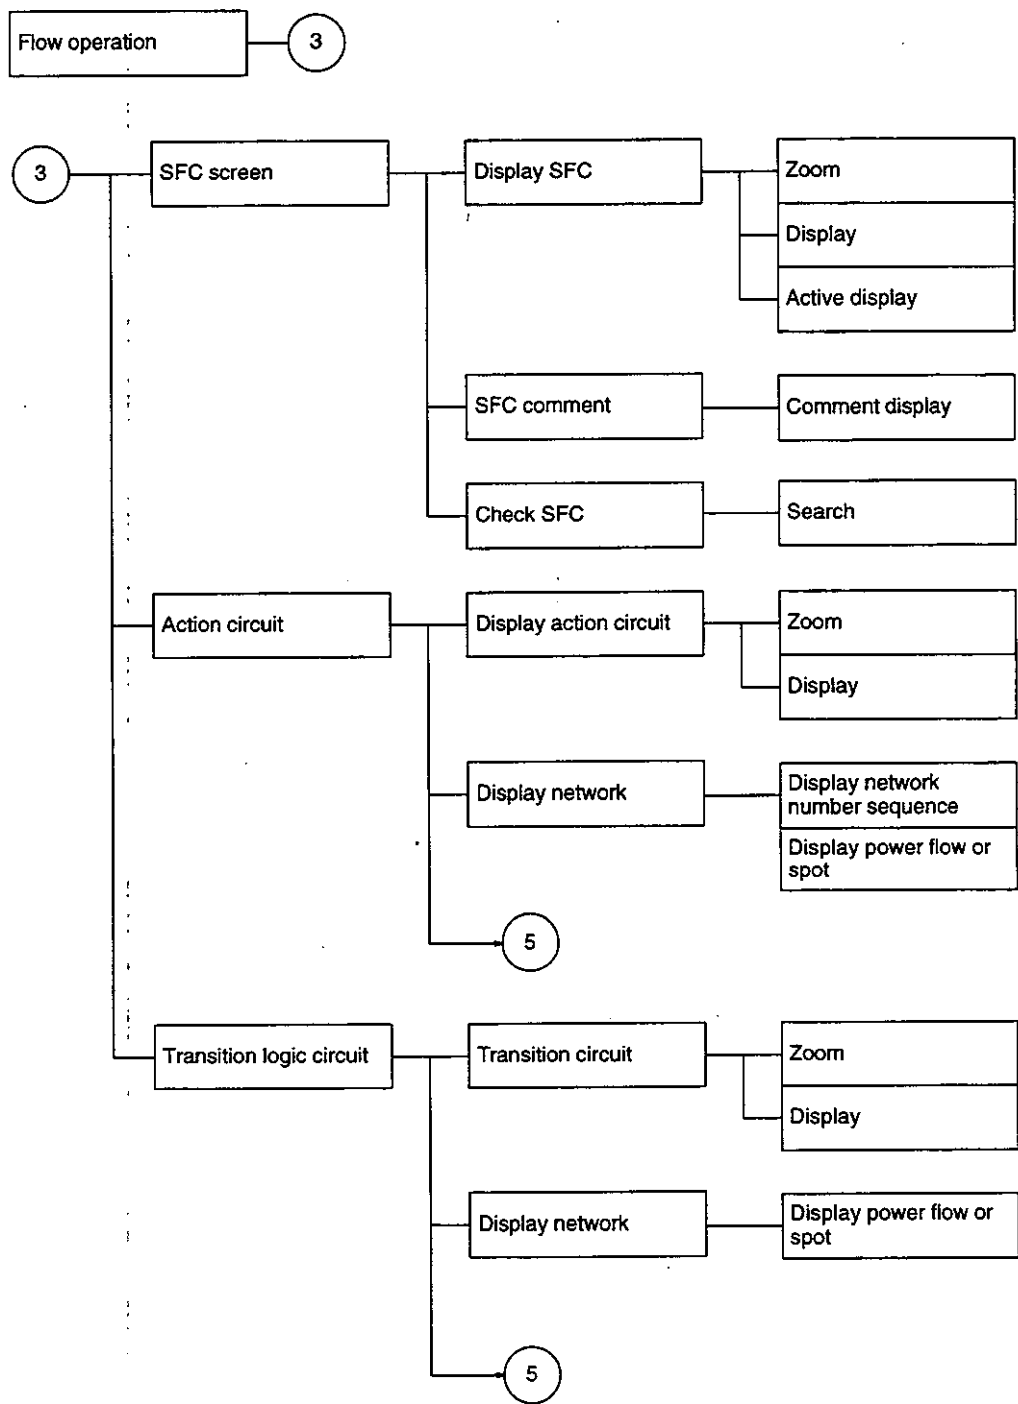 Flow operation
3
3
SFC screen
Display SFC
Zoom
Display
Active display
SFC comment
Comment display
Check SFC
Search
Action circuit
Display action circuit
Zoom
Display
Display network
Display network
number sequence
Display power flow or
spot
5
Transition logic circuit
Transition circuit
Zoom
Display
Display network
Display power flow or
spot
5